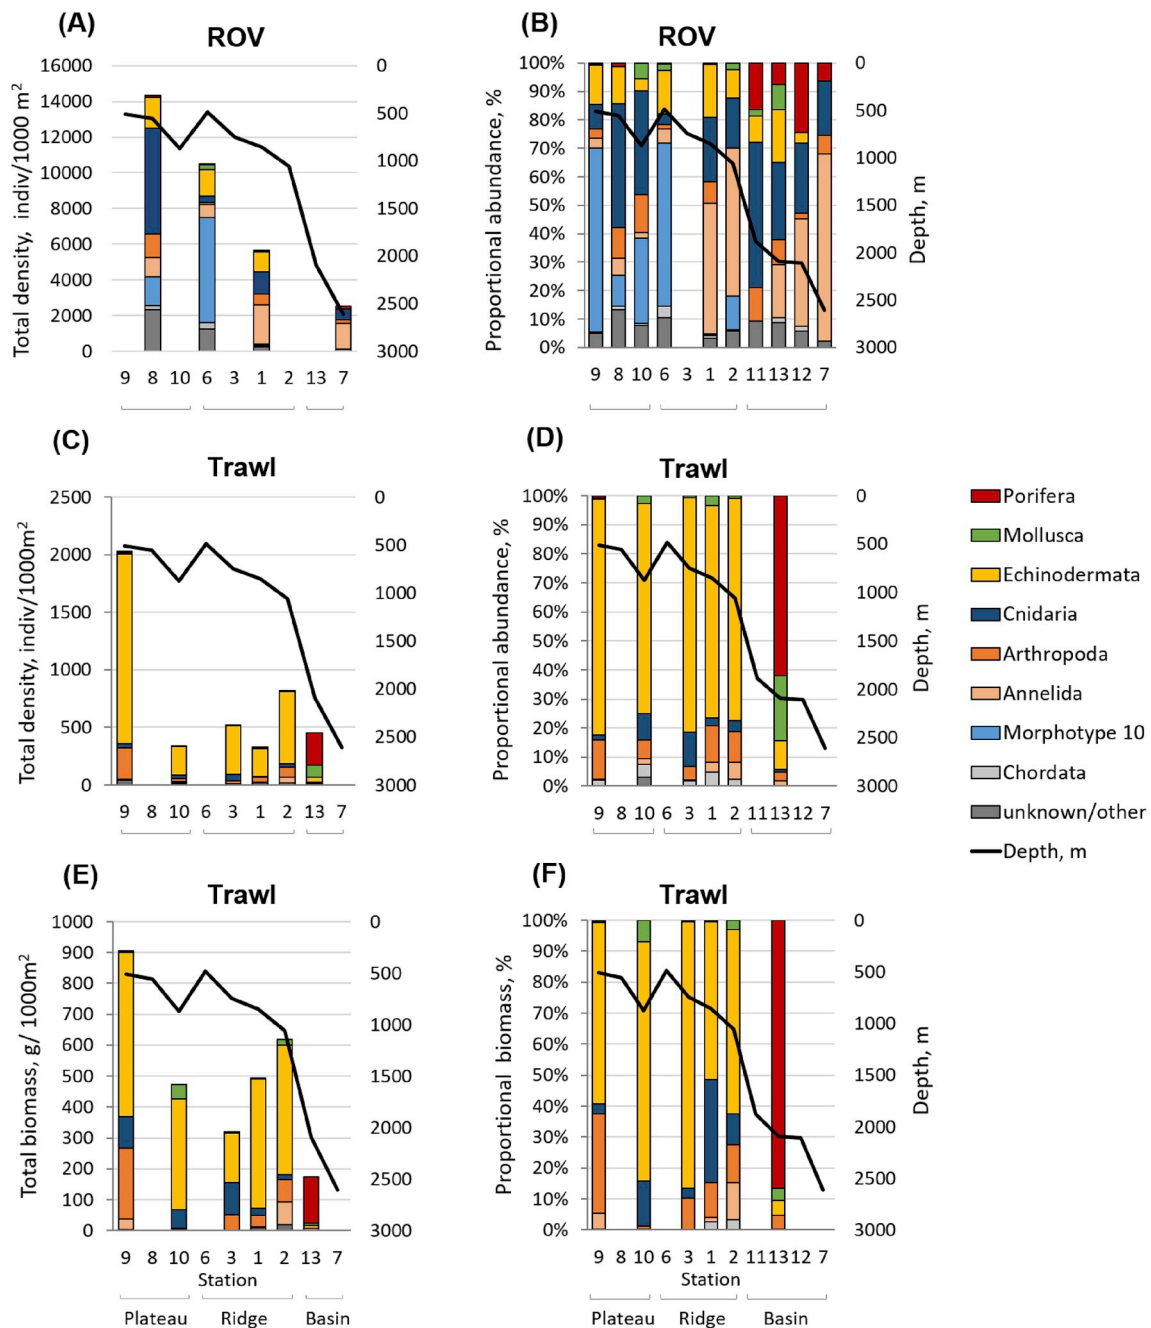 (A)
ROV
Total density, indiv/1000 m²
16000
14000
12000
10000
8000
6000
4000
2000
0
0
500
1000
1500
2000
2500
3000
9 8 10 6 3 1 2 13 7
(B)
ROV
Proportional abundance, %
100%
90%
80%
70%
60%
50%
40%
30%
20%
10%
0%
0
500
1000
1500
2000
2500
3000
Depth, m
9 8 10 6 3 1 2 11 13 12 7
(C)
Trawl
Total density, indiv/1000m²
2500
2000
1500
1000
500
0
0
500
1000
1500
2000
2500
3000
9 8 10 6 3 1 2 13 7
(D)
Trawl
Proportional abundance, %
100%
90%
80%
70%
60%
50%
40%
30%
20%
10%
0%
0
500
1000
1500
2000
2500
3000
Depth, m
9 8 10 6 3 1 2 11 13 12 7
Porifera
Mollusca
Echinodermata
Cnidaria
Arthropoda
Annelida
Morphotype 10
Chordata
unknown/other
Depth, m
(E)
Trawl
Total biomass, g/ 1000m²
1000
900
800
700
600
500
400
300
200
100
0
0
500
1000
1500
2000
2500
3000
9 8 10 6 3 1 2 13 7
Station
Plateau Ridge Basin
(F)
Trawl
Proportional biomass, %
100%
90%
80%
70%
60%
50%
40%
30%
20%
10%
0%
0
500
1000
1500
2000
2500
3000
Depth, m
9 8 10 6 3 1 2 11 13 12 7
Station
Plateau Ridge Basin